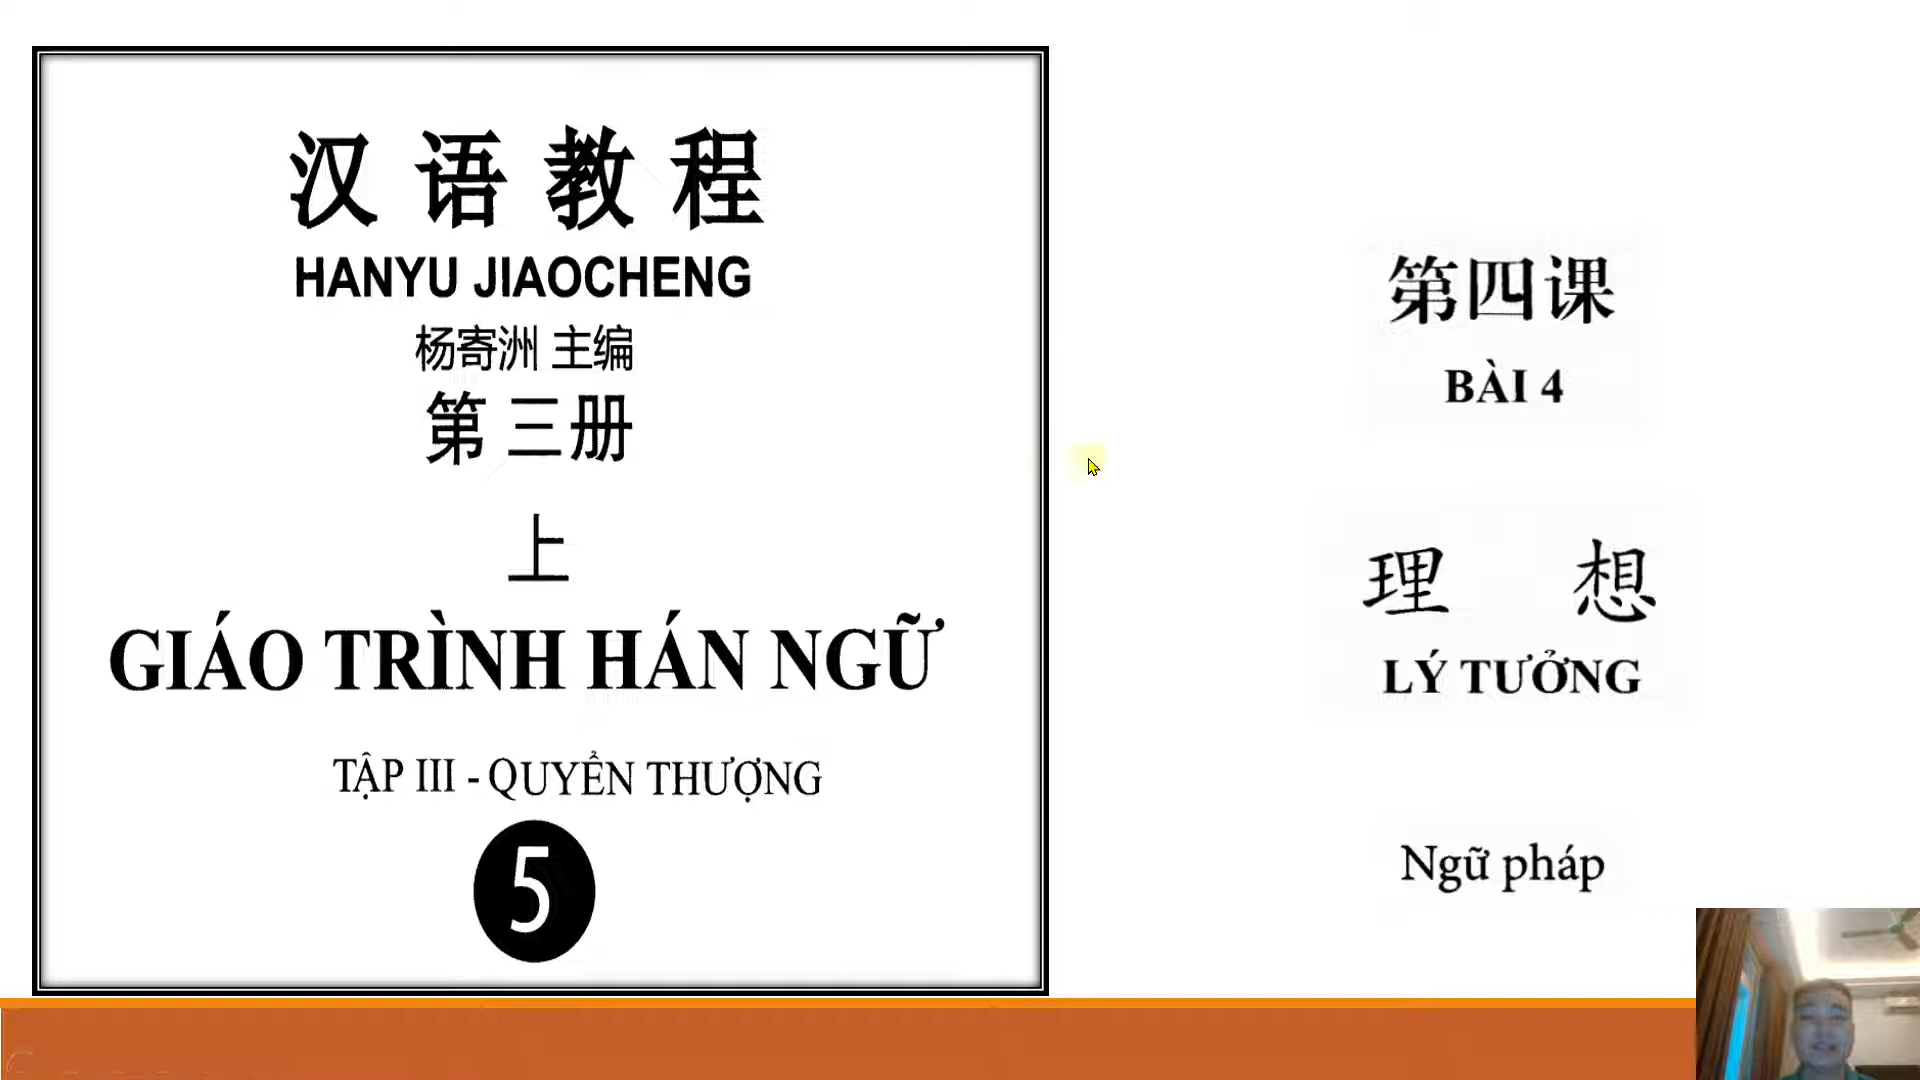 汉语教程
HANYU JIAOCHENG
杨寄洲 主编
第三册
上
GIÁO TRÌNH HÁN NGỮ
TẬP III - QUYỂN THƯỢNG
5
第四课
BÀI 4
理 想
LÝ TƯỞNG
Ngữ pháp